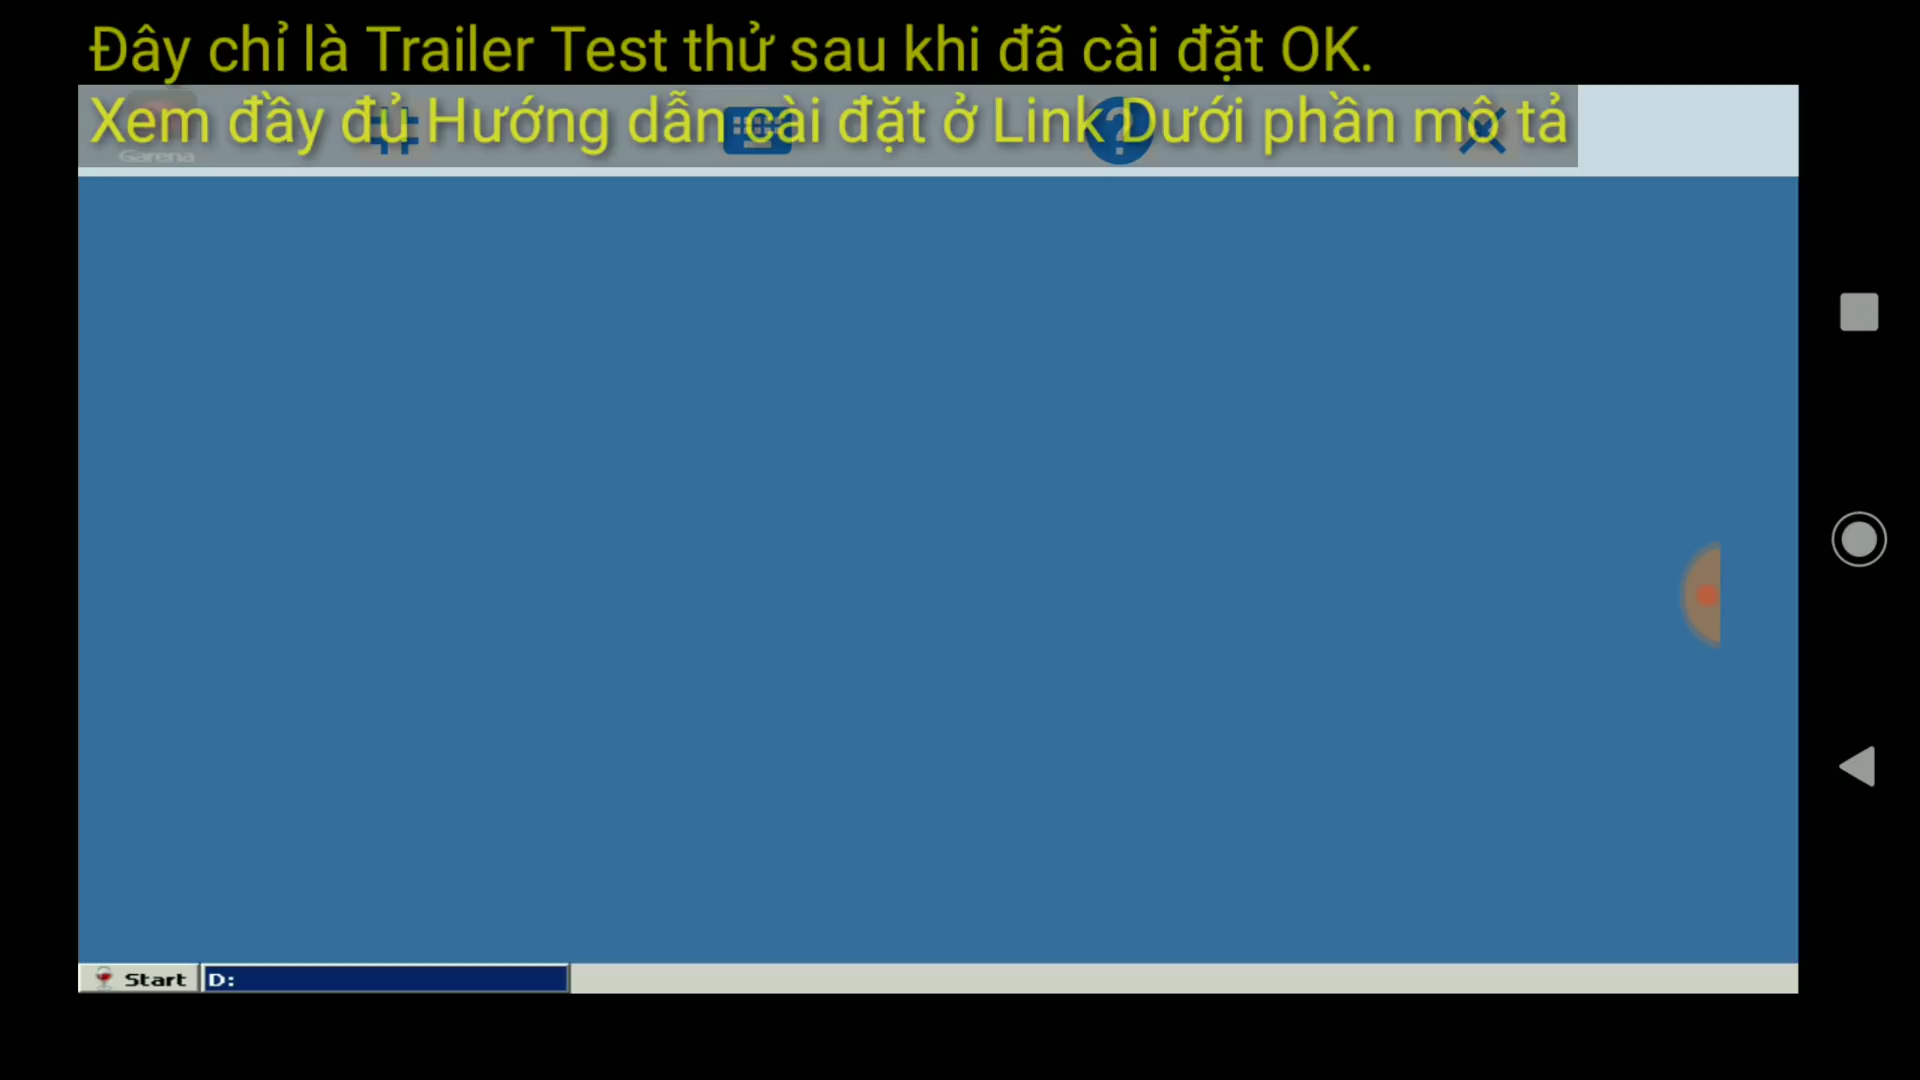 Đây chỉ là Trailer Test thử sau khi đã cài đặt OK.
Xem đầy đủ Hướng dẫn cài đặt ở Link Dưới phần mô tả
Garena
Start
D: